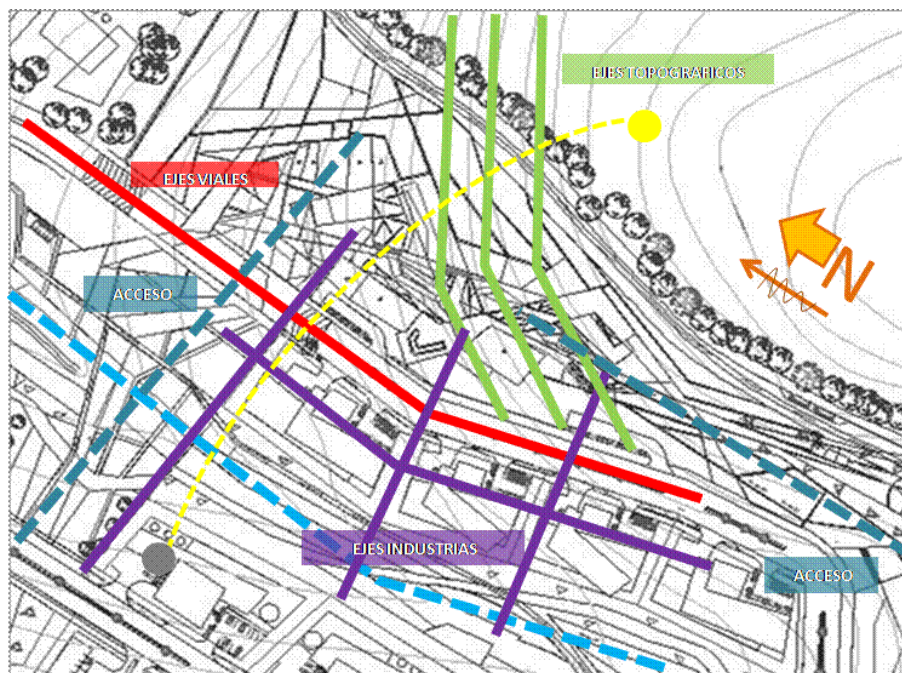 EJES TOPOGRAFICOS
EJES VIALES
ACCESO
N
EJES INDUSTRIAS
ACCESO